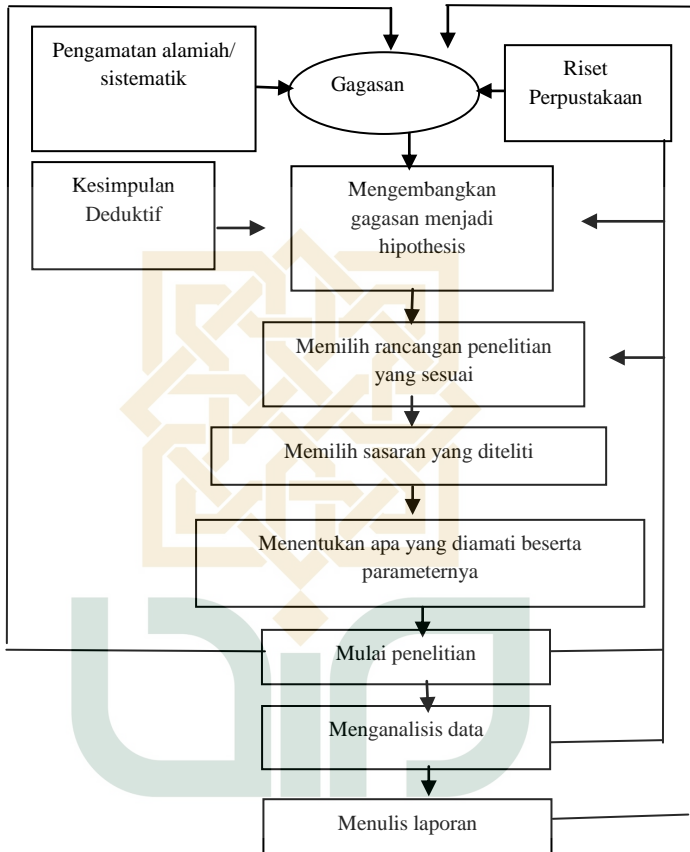 Pengamatan alamiah/
sistematik
Gagasan
Riset
Perpustakaan
Kesimpulan
Deduktif
Mengembangkan
gagasan menjadi
hipothesis
Memilih rancangan penelitian
yang sesuai
Memilih sasaran yang diteliti
Menentukan apa yang diamati beserta
parameternya
Mulai penelitian
Menganalisis data
Menulis laporan